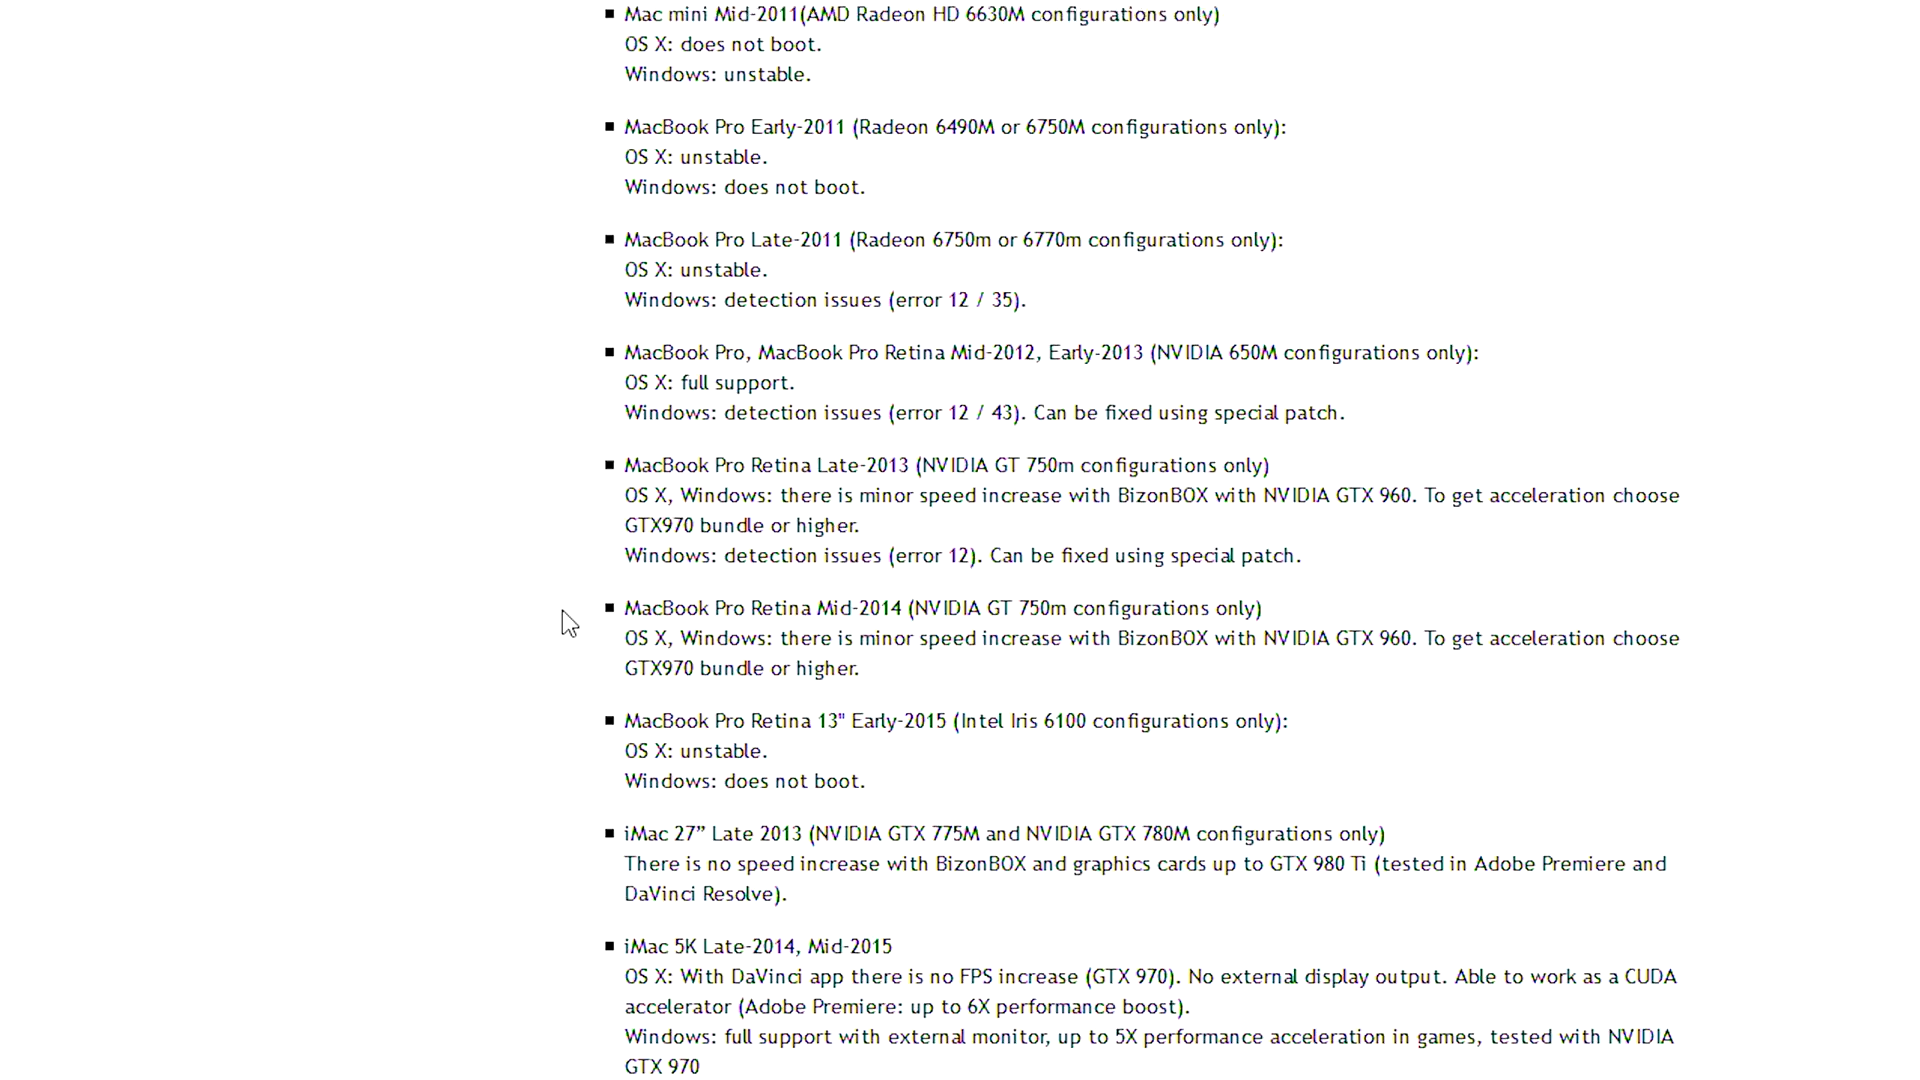 Mac mini Mid-2011(AMD Radeon HD 6630M configurations only)
OS X: does not boot.
Windows: unstable.
MacBook Pro Early-2011 (Radeon 6490M or 6750M configurations only):
OS X: unstable.
Windows: does not boot.
MacBook Pro Late-2011 (Radeon 6750m or 6770m configurations only):
OS X: unstable.
Windows: detection issues (error 12 / 35).
MacBook Pro, MacBook Pro Retina Mid-2012, Early-2013 (NVIDIA 650M configurations only):
OS X: full support.
Windows: detection issues (error 12 / 43). Can be fixed using special patch.
MacBook Pro Retina Late-2013 (NVIDIA GT 750m configurations only)
OS X, Windows: there is minor speed increase with BizonBOX with NVIDIA GTX 960. To get acceleration choose
GTX970 bundle or higher.
Windows: detection issues (error 12). Can be fixed using special patch.
MacBook Pro Retina Mid-2014 (NVIDIA GT 750m configurations only)
OS X, Windows: there is minor speed increase with BizonBOX with NVIDIA GTX 960. To get acceleration choose
GTX970 bundle or higher.
MacBook Pro Retina 13" Early-2015 (Intel Iris 6100 configurations only):
OS X: unstable.
Windows: does not boot.
iMac 27” Late 2013 (NVIDIA GTX 775M and NVIDIA GTX 780M configurations only)
There is no speed increase with BizonBOX and graphics cards up to GTX 980 Ti (tested in Adobe Premiere and
DaVinci Resolve).
iMac 5K Late-2014, Mid-2015
OS X: With DaVinci app there is no FPS increase (GTX 970). No external display output. Able to work as a CUDA
accelerator (Adobe Premiere: up to 6X performance boost).
Windows: full support with external monitor, up to 5X performance acceleration in games, tested with NVIDIA
GTX 970